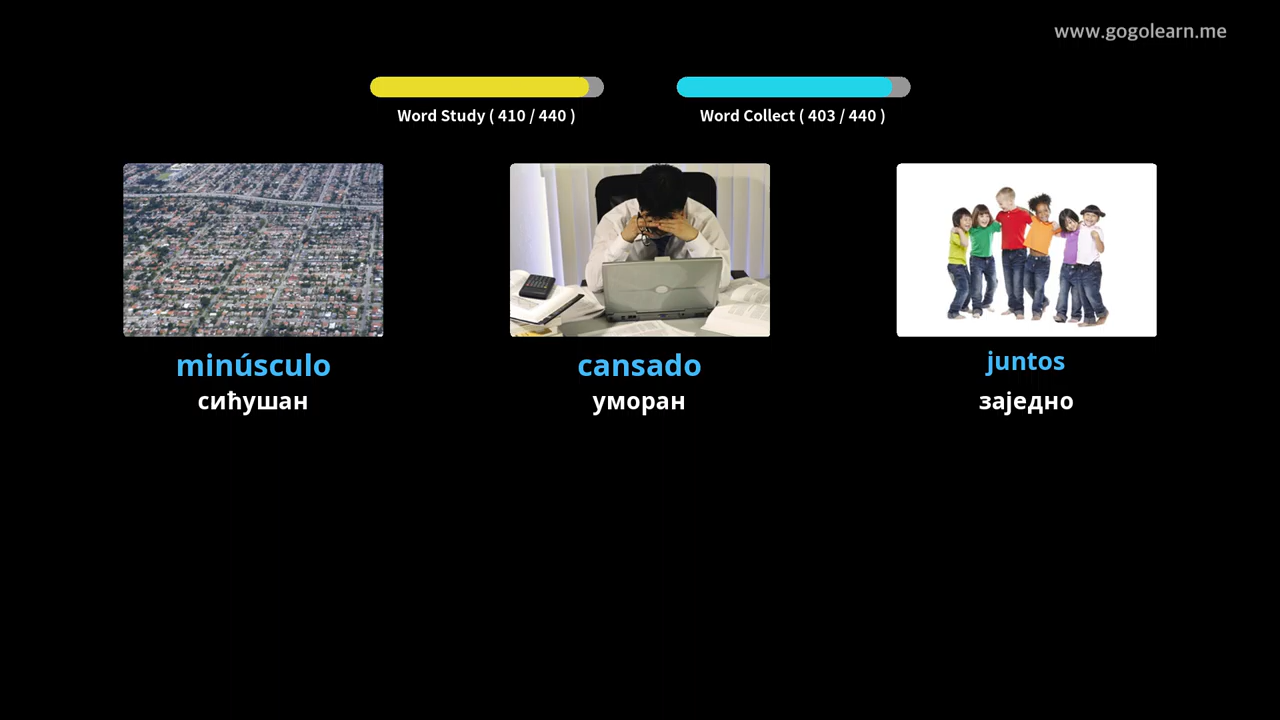 www.gogolearn.me
Word Study ( 410 / 440 )
Word Collect ( 403 / 440 )
minúsculo
cansado
juntos
сићушан
уморан
заједно